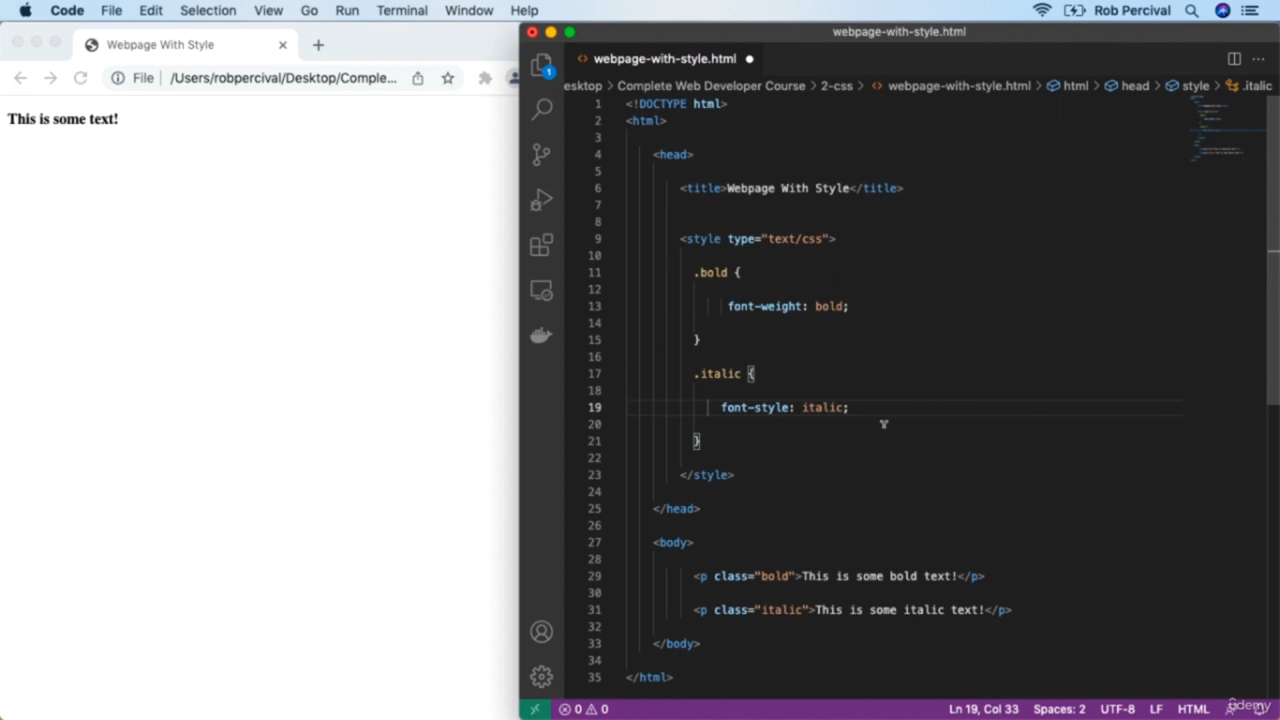 Code File Edit Selection View Go Run Terminal Window Help Rob Percival
Webpage With Style
File /Users/robpercival/Desktop/Comple...
This is some text!
webpage-with-style.html
webpage-with-style.html
esktop > Complete Web Developer Course > 2-css > webpage-with-style.html > html > head > style > .italic
1 <!DOCTYPE html>
2 <html>
3
4 <head>
5
6 <title>Webpage With Style</title>
7
8
9 <style type="text/css">
10
11 .bold {
12
13 font-weight: bold;
14
15 }
16
17 .italic {
18
19 font-style: italic;
20
21 }
22
23 </style>
24
25 </head>
26
27 <body>
28
29 <p class="bold">This is some bold text!</p>
30
31 <p class="italic">This is some italic text!</p>
32
33 </body>
34
35 </html>
1
0 0 Ln 19, Col 33 Spaces: 2 UTF-8 LF HTML
udemy